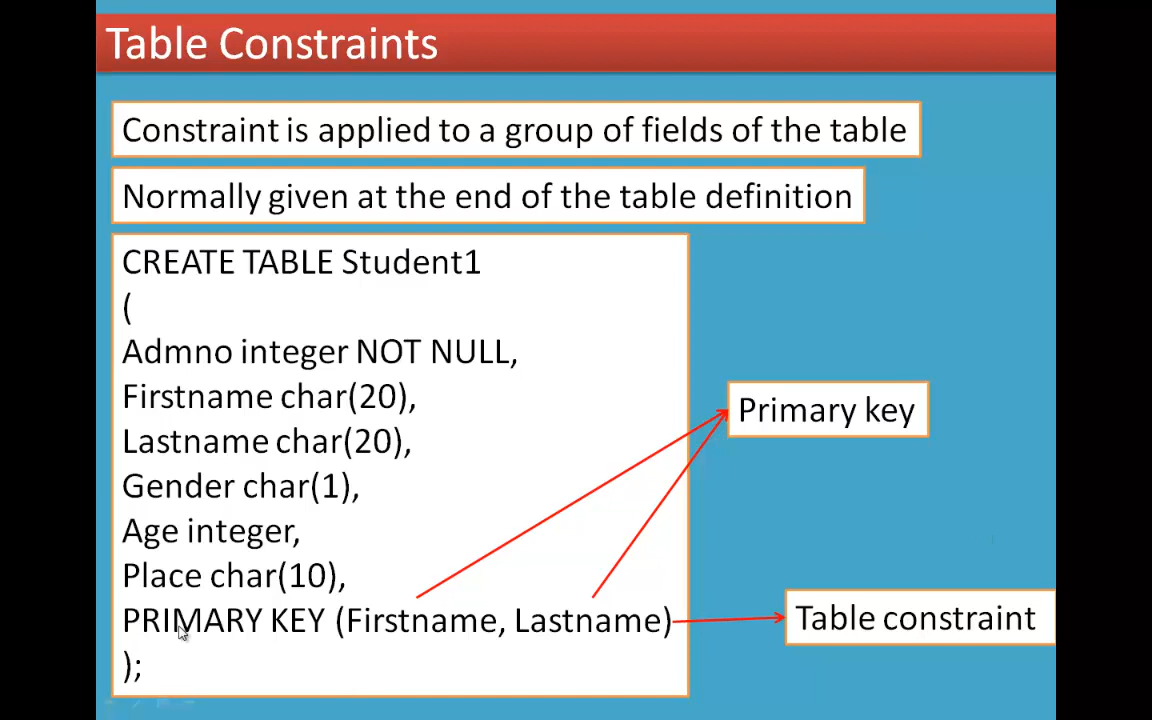 Table Constraints
Constraint is applied to a group of fields of the table
Normally given at the end of the table definition
CREATE TABLE Student1
(
Admno integer NOT NULL,
Firstname char(20),
Lastname char(20),
Gender char(1),
Age integer,
Place char(10),
PRIMARY KEY (Firstname, Lastname)
);
Primary key
Table constraint